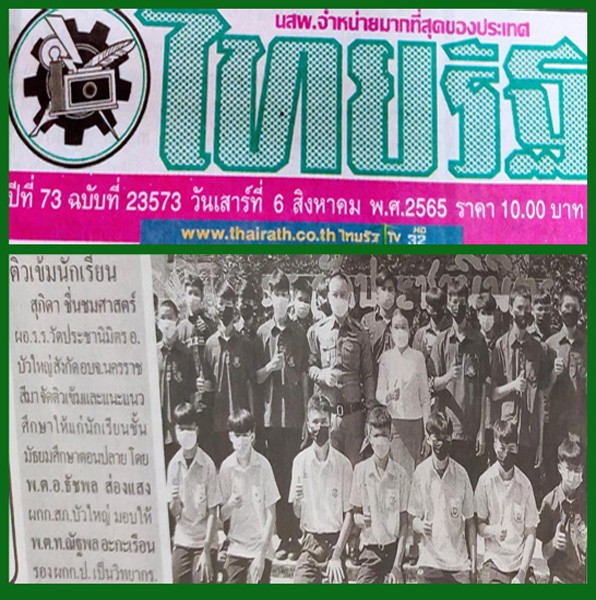 นสพ.จำหน่ายมากที่สุดของประเทศ
ไทยรัฐ
ปีที่ 73 ฉบับที่ 23573 วันเสาร์ที่ 6 สิงหาคม พ.ศ.2565 ราคา 10.00 บาท
www.thairath.co.th ไทยรัฐ TV HD 32
ติวเข้มนักเรียน
สุภิดา ชื่นชมศาสตร์
ผอ.ร.ร.วัดประชานิมิตร อ.
บัวใหญ่สังกัดอบจ.นครราช
สีมาจัดติวเข้มและแนะแนว
ศึกษาให้แก่นักเรียนชั้น
มัธยมศึกษาตอนปลาย โดย
พ.ต.อ.ธัชพล ส่องแสง
ผกก.สภ.บัวใหญ่ มอบให้
พ.ต.ท.ณัฐพล อะกะเรือน
รอง ผกก.ป. เป็นวิทยากร.